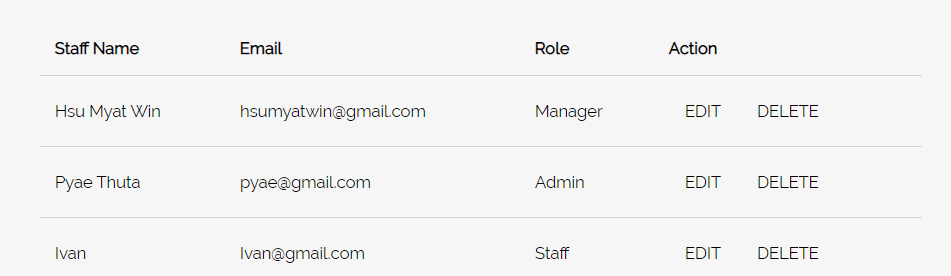 Staff Name Email Role Action
Hsu Myat Win hsumyatwin@gmail.com Manager EDIT DELETE
Pyae Thuta pyae@gmail.com Admin EDIT DELETE
Ivan Ivan@gmail.com Staff EDIT DELETE